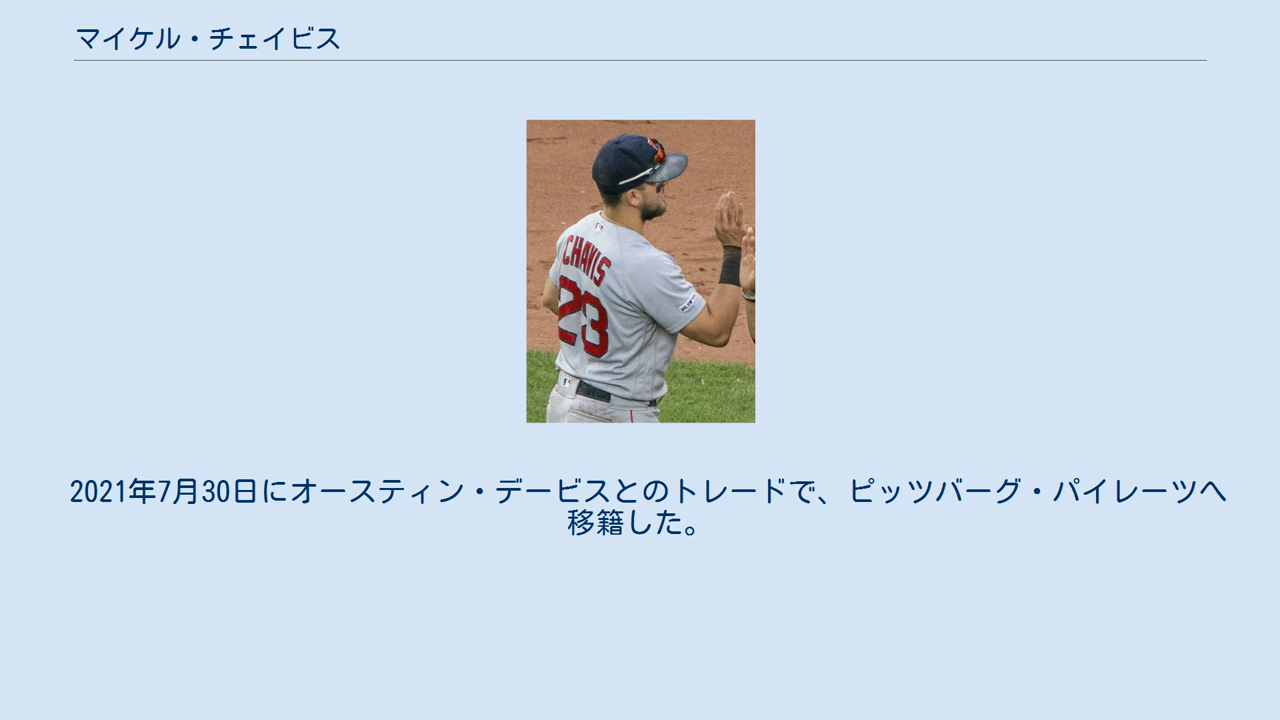 マイケル・チェイビス
CHAVIS
23
2021年7月30日にオースティン・デービスとのトレードで、ピッツバーグ・パイレーツへ
移籍した。